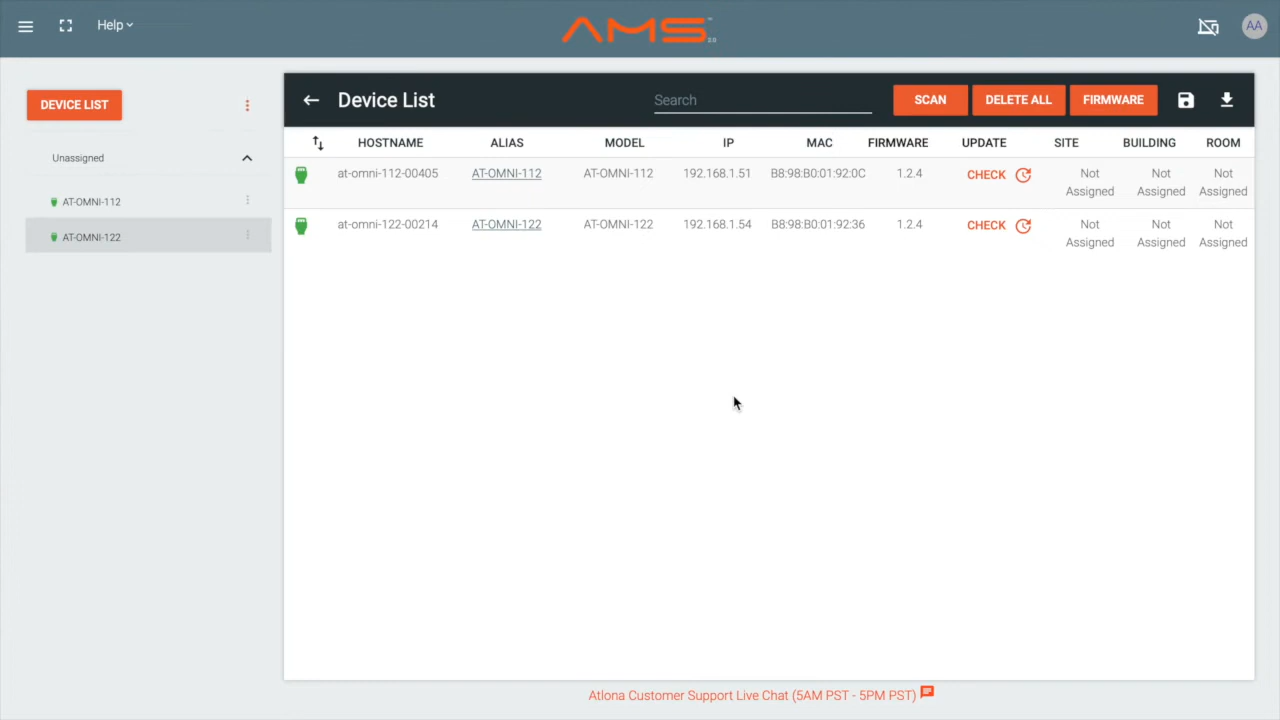 Help
AMS 2.0
AA
DEVICE LIST
Unassigned
AT-OMNI-112
AT-OMNI-122
Device List
Search
SCAN
DELETE ALL
FIRMWARE
HOSTNAME ALIAS MODEL IP MAC FIRMWARE UPDATE SITE BUILDING ROOM
at-omni-112-00405 AT-OMNI-112 AT-OMNI-112 192.168.1.51 B8:98:B0:01:92:0C 1.2.4 CHECK Not Not Not
Assigned Assigned Assigned
at-omni-122-00214 AT-OMNI-122 AT-OMNI-122 192.168.1.54 B8:98:B0:01:92:36 1.2.4 CHECK Not Not Not
Assigned Assigned Assigned
Atlona Customer Support Live Chat (5AM PST - 5PM PST)